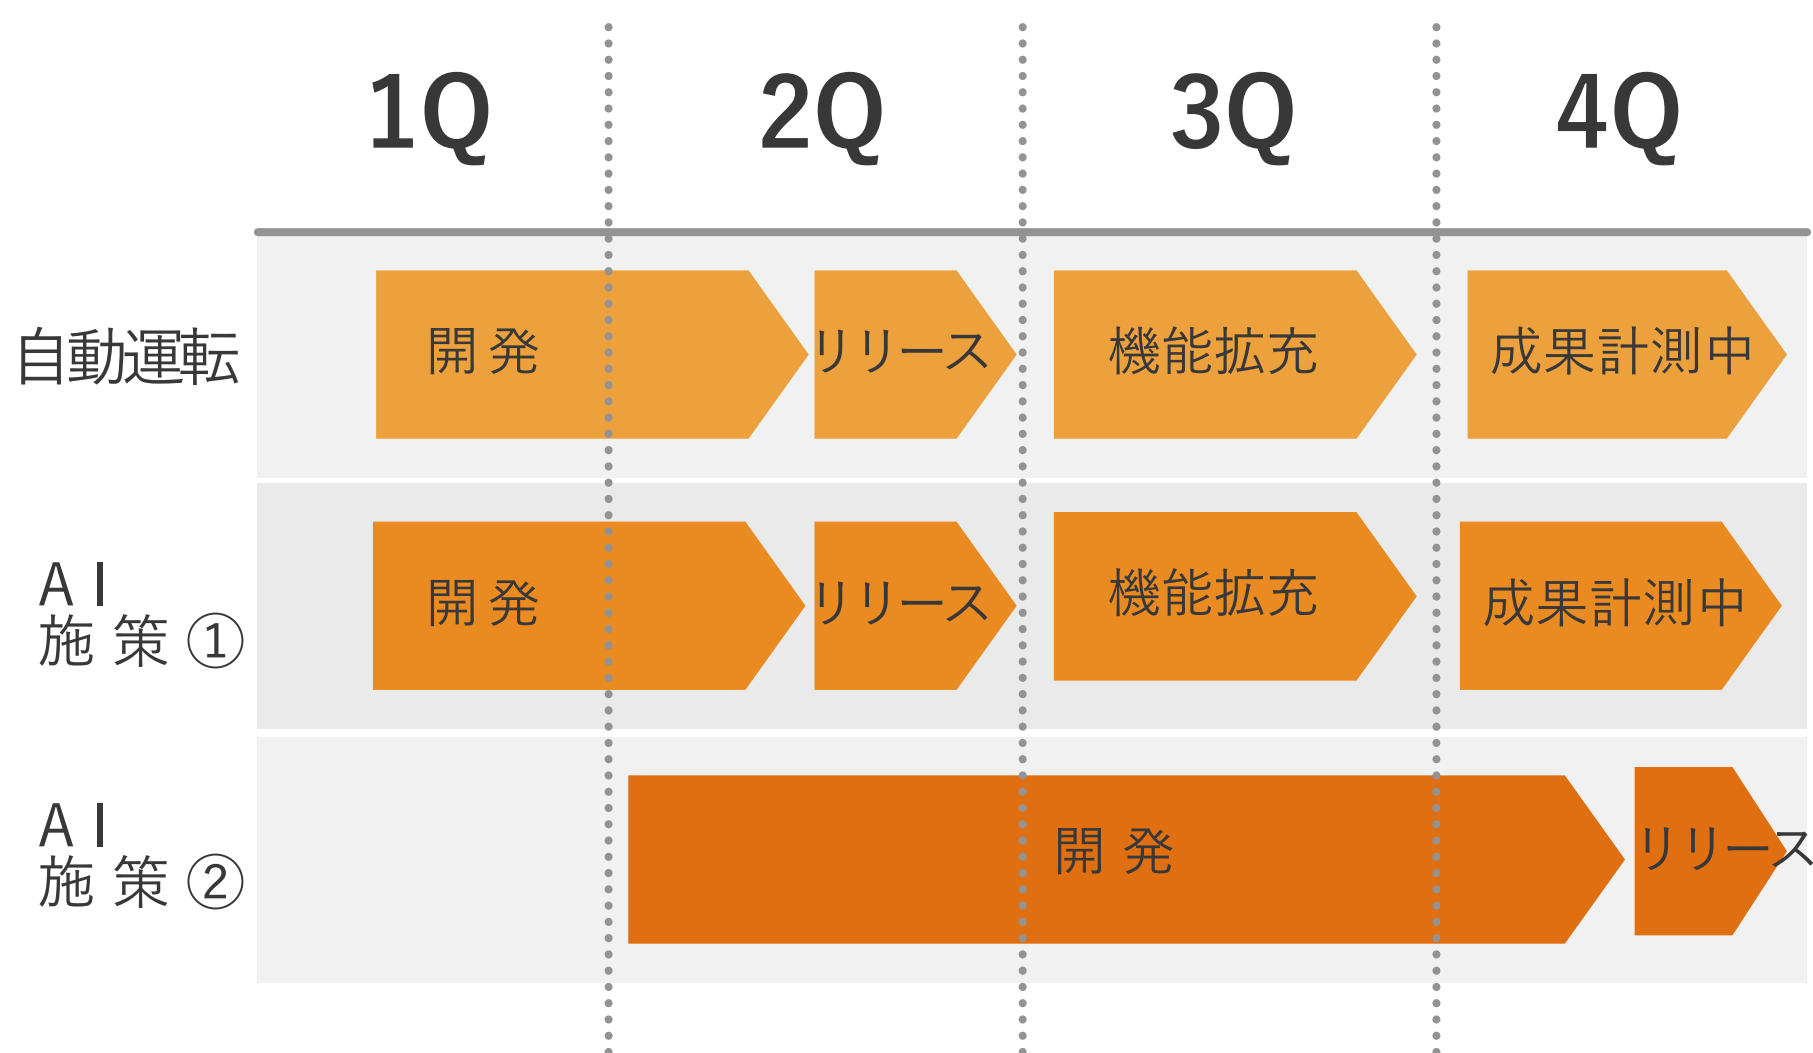 1Q 2Q 3Q 4Q
自動運転
開 発
リリース
機能拡充
成果計測中
A I
施 策 ①
開 発
リリース
機能拡充
成果計測中
A I
施 策 ②
開 発
リリース